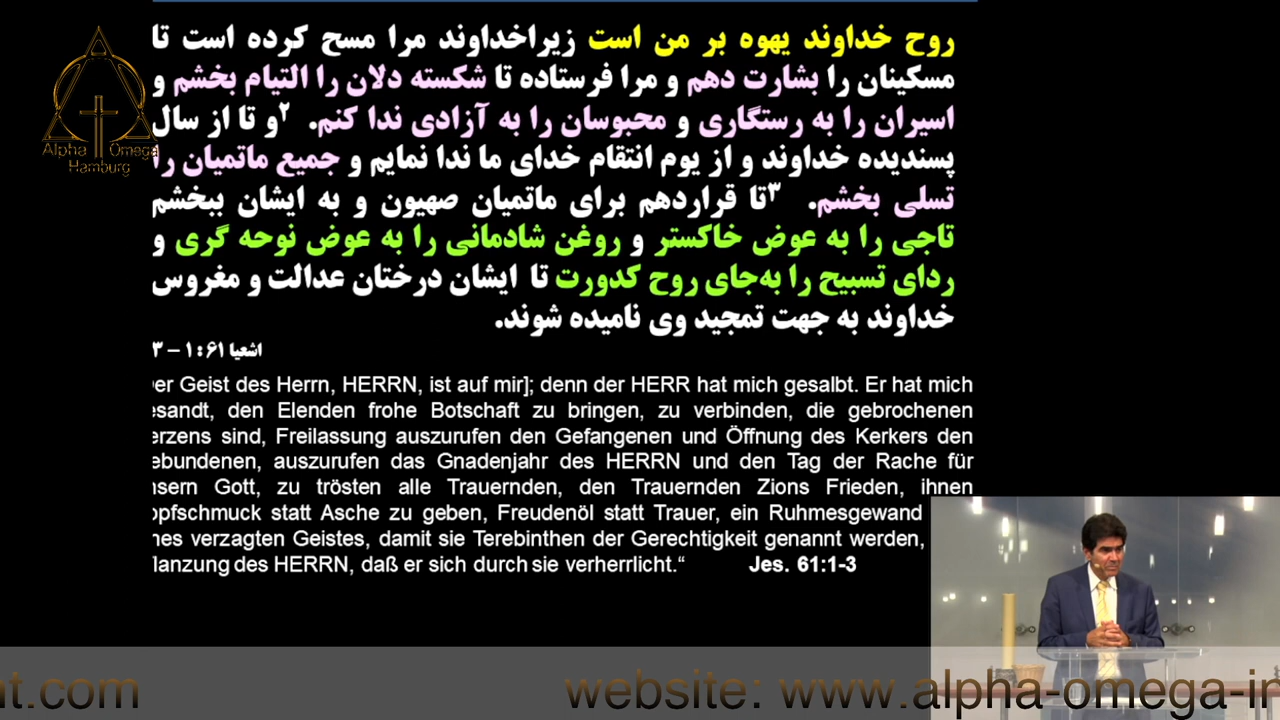 روح خداوند یهوه بر من است زیراخداوند مرا مسح کرده است تا
مسکینان را بشارت دهم و مرا فرستاده تا شکسته دلان را التیام بخشم و
اسیران را به رستگاری و محبوسان را به آزادی ندا کنم. ۲و تا از سال
پسندیده خداوند و از یوم انتقام خدای ما ندا نمایم و جمیع ماتمیان را
تسلی بخشم. ۳تا قراردهم برای ماتمیان صهیون و به ایشان ببخشم
تاجی را به عوض خاکستر و روغن شادمانی را به عوض نوحه گری و
ردای تسبیح را به‌جای روح کدورت تا ایشان درختان عدالت و مغروس
خداوند به جهت تمجید وی نامیده شوند.
اشعیا ۶۱:۱ – ۳
er Geist des Herrn, HERRN, ist auf mir]; denn der HERR hat mich gesalbt. Er hat mich
esandt, den Elenden frohe Botschaft zu bringen, zu verbinden, die gebrochenen
erzens sind, Freilassung auszurufen den Gefangenen und Öffnung des Kerkers den
ebundenen, auszurufen das Gnadenjahr des HERRN und den Tag der Rache für
nsern Gott, zu trösten alle Trauernden, den Trauernden Zions Frieden, ihnen
opfschmuck statt Asche zu geben, Freudenöl statt Trauer, ein Ruhmesgewand
nes verzagten Geistes, damit sie Terebinthen der Gerechtigkeit genannt werden,
lanzung des HERRN, daß er sich durch sie verherrlicht.“ Jes. 61:1-3
Alpha Omega
Hamburg
nt.com website: www.alpha-omega-in